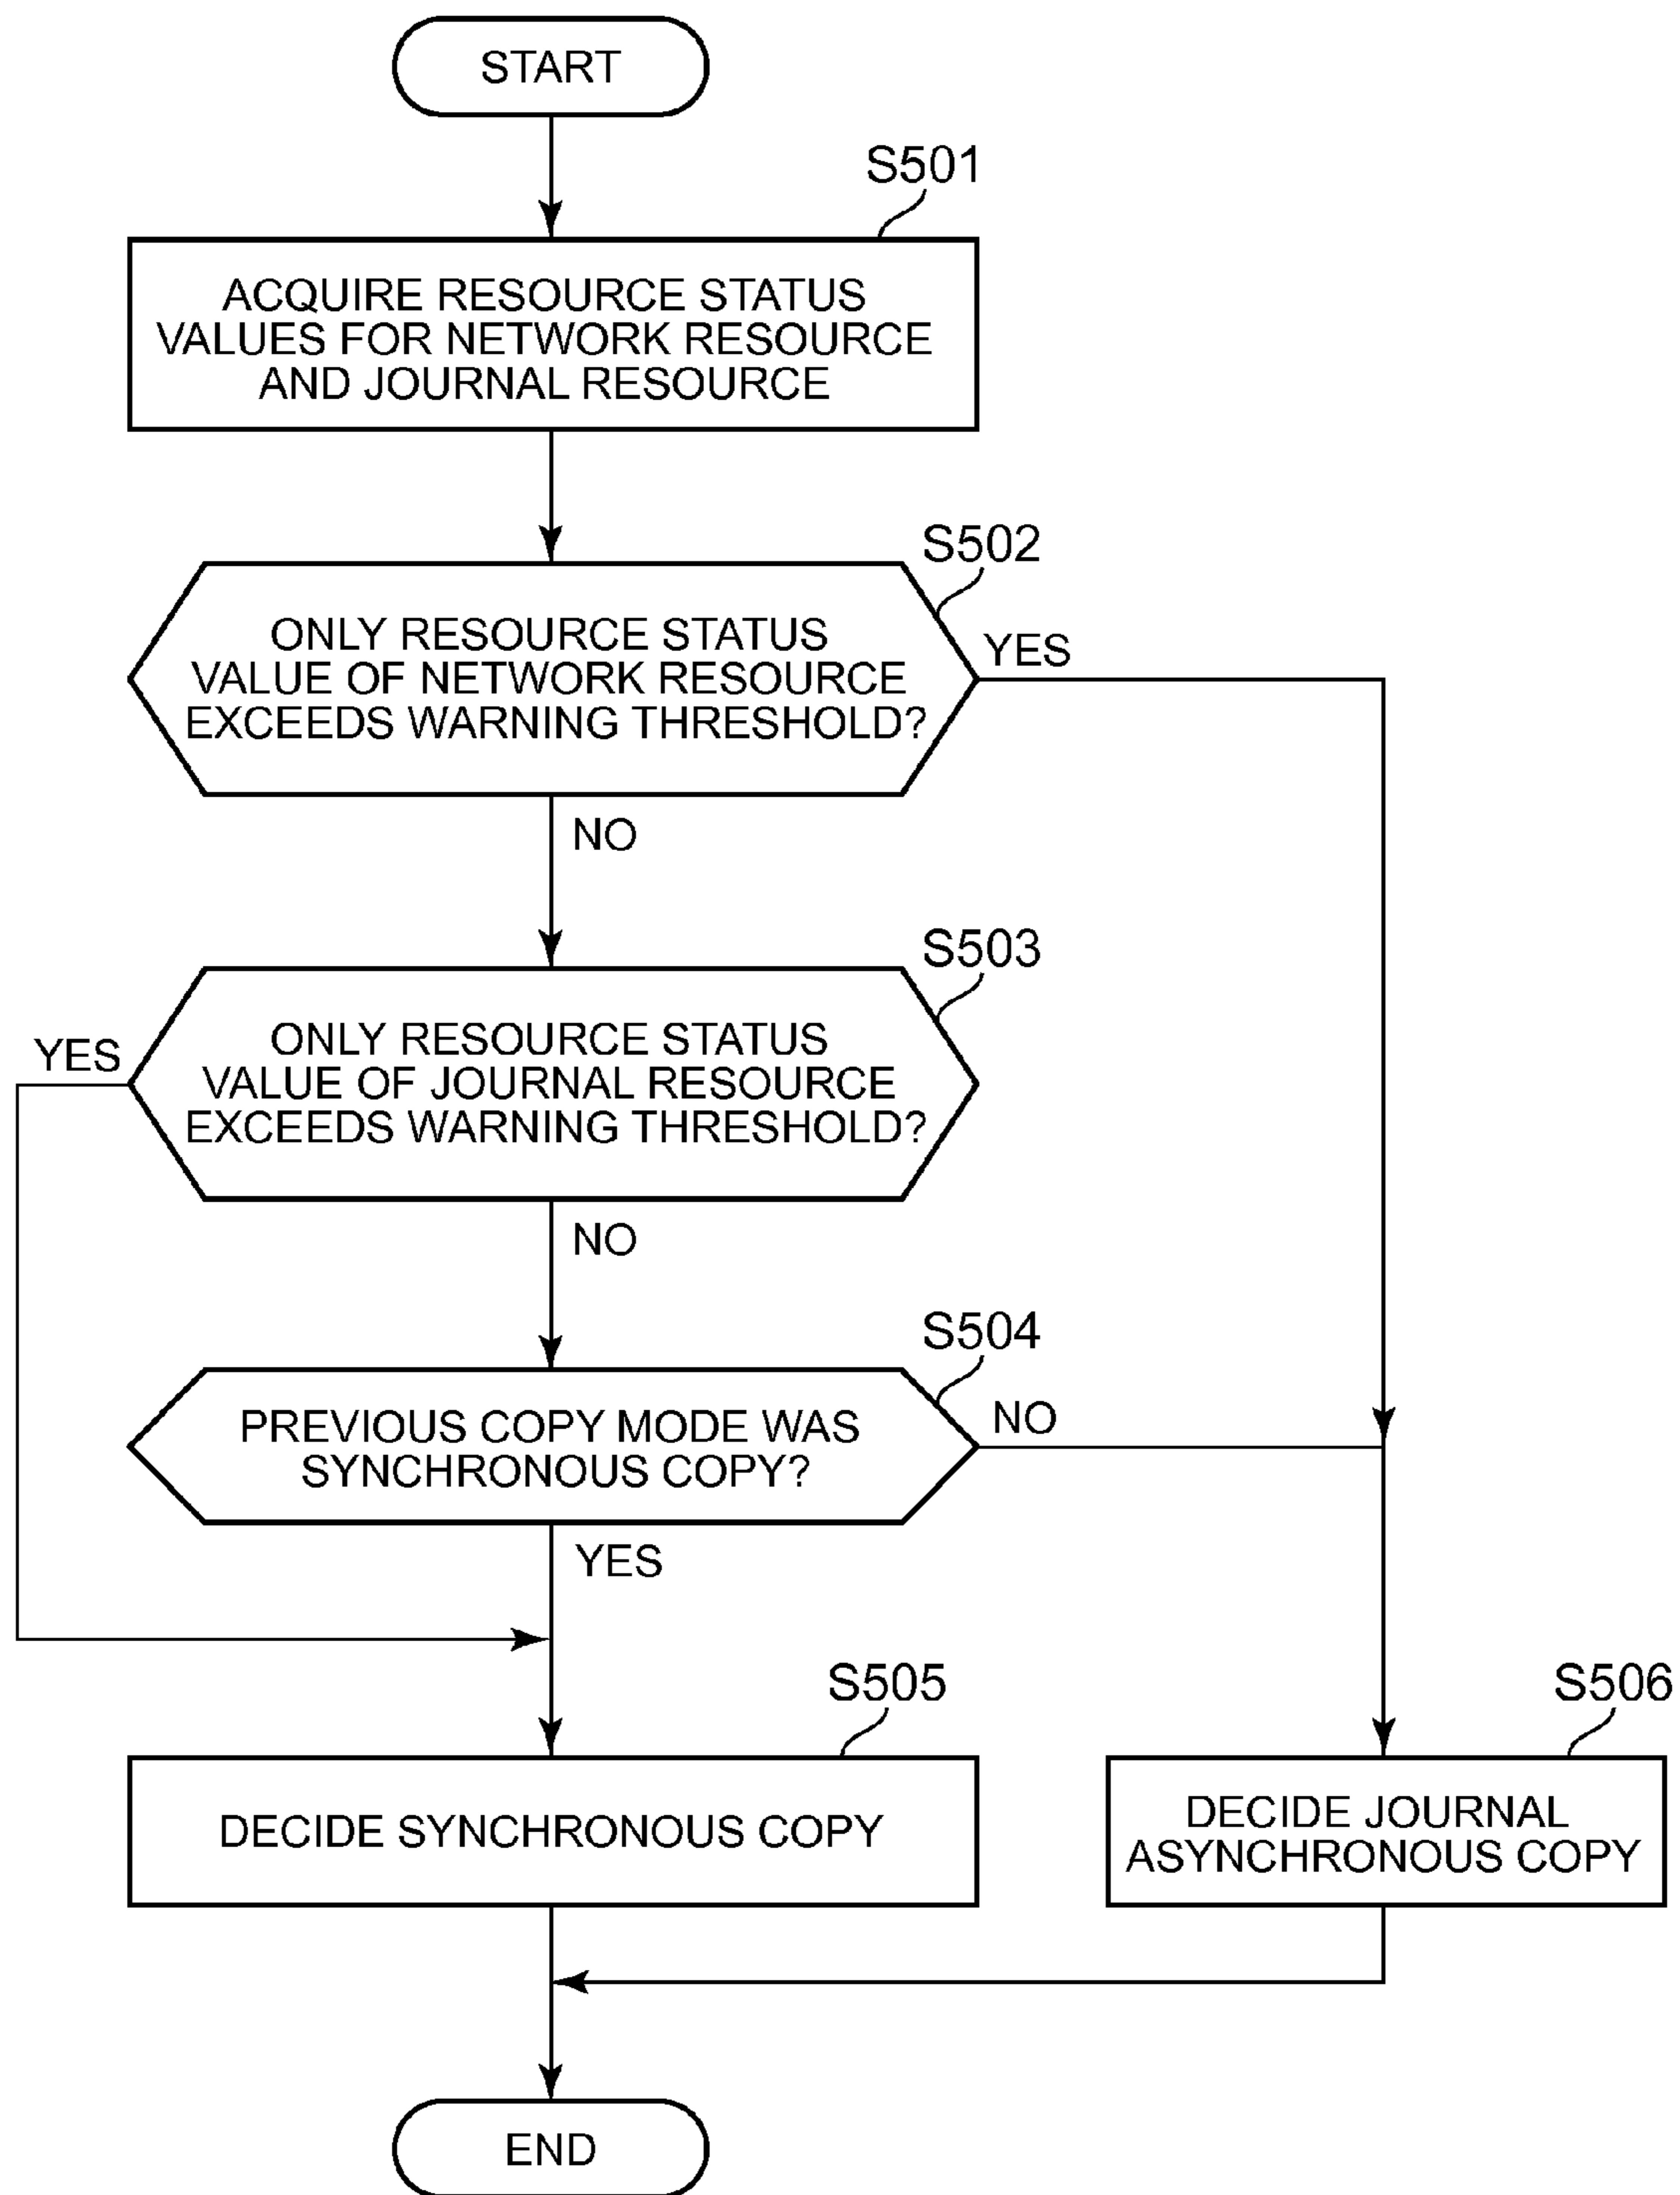 START
S501
ACQUIRE RESOURCE STATUS
VALUES FOR NETWORK RESOURCE
AND JOURNAL RESOURCE
S502
ONLY RESOURCE STATUS
VALUE OF NETWORK RESOURCE
EXCEEDS WARNING THRESHOLD?
YES
NO
S503
ONLY RESOURCE STATUS
VALUE OF JOURNAL RESOURCE
EXCEEDS WARNING THRESHOLD?
YES
NO
S504
PREVIOUS COPY MODE WAS
SYNCHRONOUS COPY?
NO
YES
S505
DECIDE SYNCHRONOUS COPY
S506
DECIDE JOURNAL
ASYNCHRONOUS COPY
END